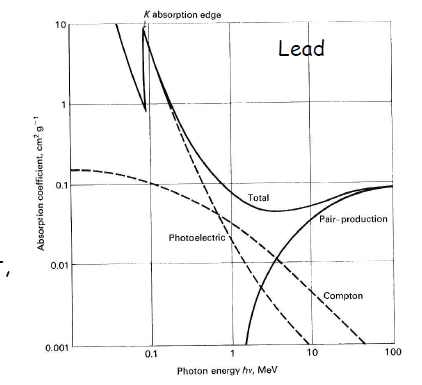 K absorption edge
Lead
10
1
0.1
0.01
0.001
Absorption coefficient, cm² g⁻¹
Total
Pair-production
Photoelectric
Compton
0.1
1
10
100
Photon energy hν, MeV